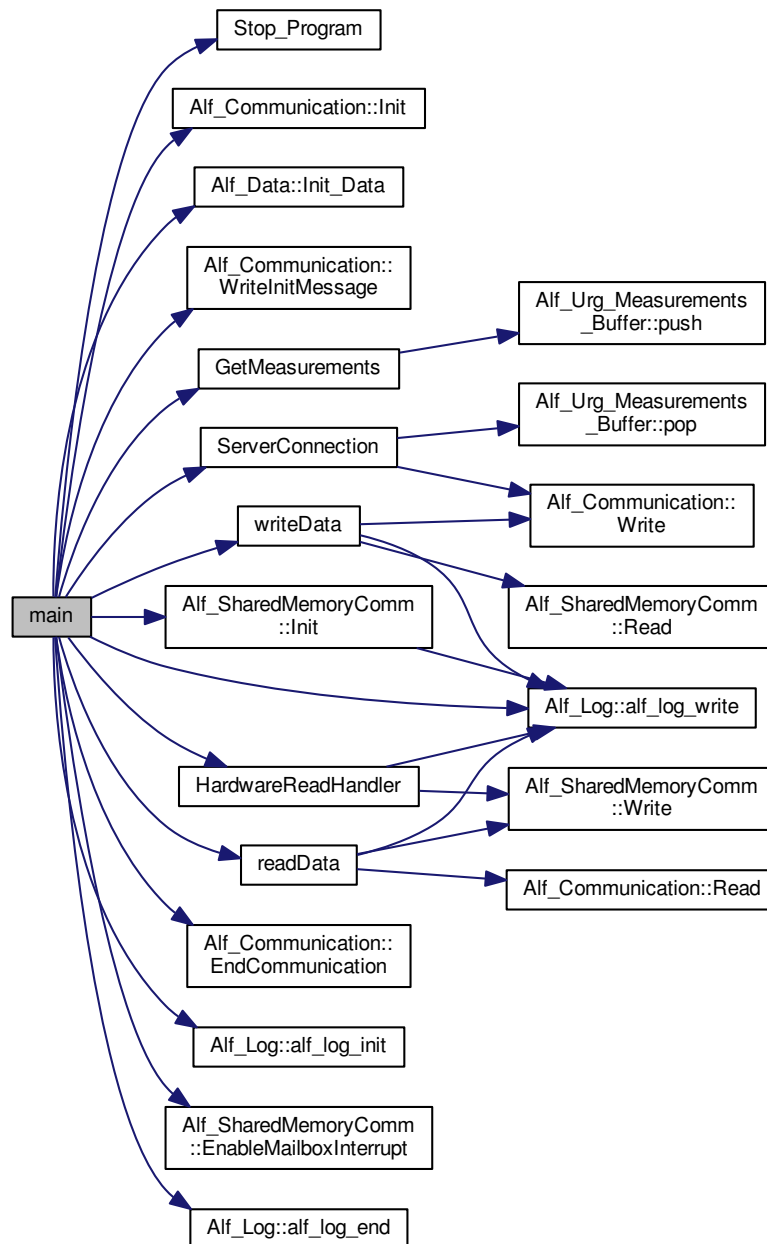 Stop_Program
Alf_Communication::Init
Alf_Data::Init_Data
Alf_Communication::
WriteInitMessage
Alf_Urg_Measurements
_Buffer::push
GetMeasurements
Alf_Urg_Measurements
_Buffer::pop
ServerConnection
Alf_Communication::
Write
writeData
main
Alf_SharedMemoryComm
::Init
Alf_SharedMemoryComm
::Read
Alf_Log::alf_log_write
HardwareReadHandler
Alf_SharedMemoryComm
::Write
readData
Alf_Communication::Read
Alf_Communication::
EndCommunication
Alf_Log::alf_log_init
Alf_SharedMemoryComm
::EnableMailboxInterrupt
Alf_Log::alf_log_end